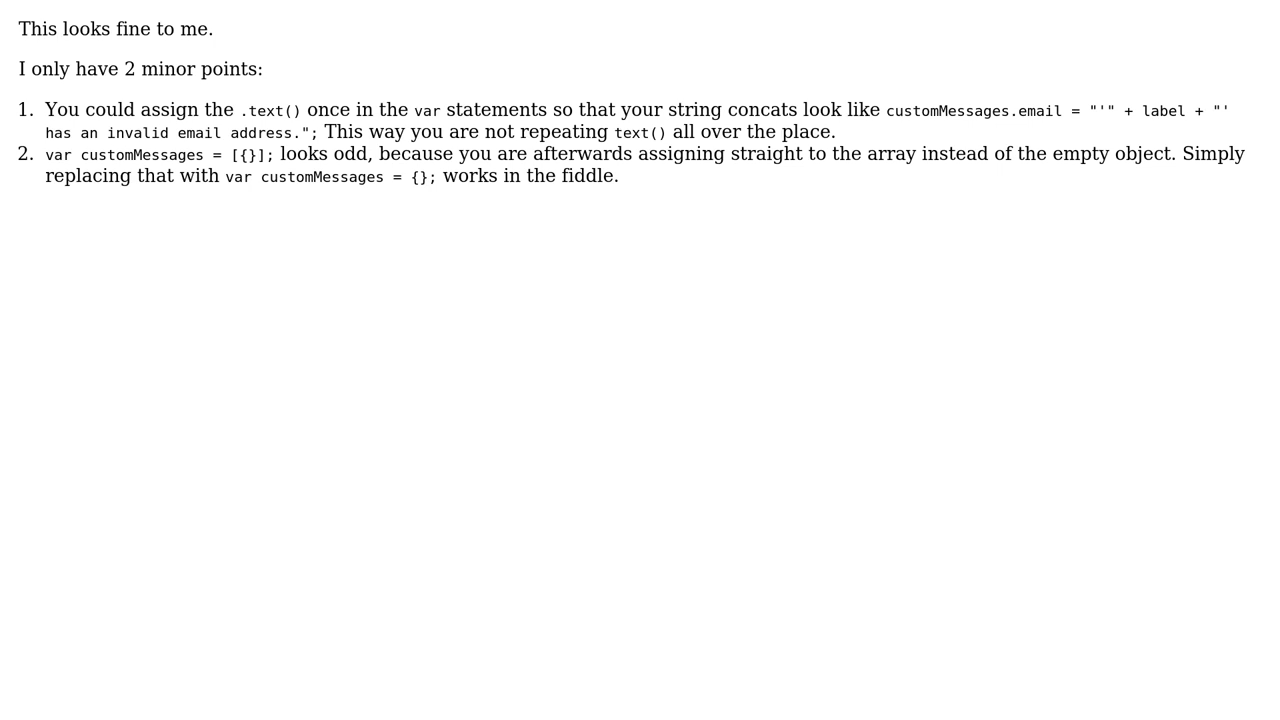 This looks fine to me.
I only have 2 minor points:
1. You could assign the .text() once in the var statements so that your string concats look like customMessages.email = "'" + label + "'
has an invalid email address."; This way you are not repeating text() all over the place.
2. var customMessages = [{}]; looks odd, because you are afterwards assigning straight to the array instead of the empty object. Simply
replacing that with var customMessages = {}; works in the fiddle.